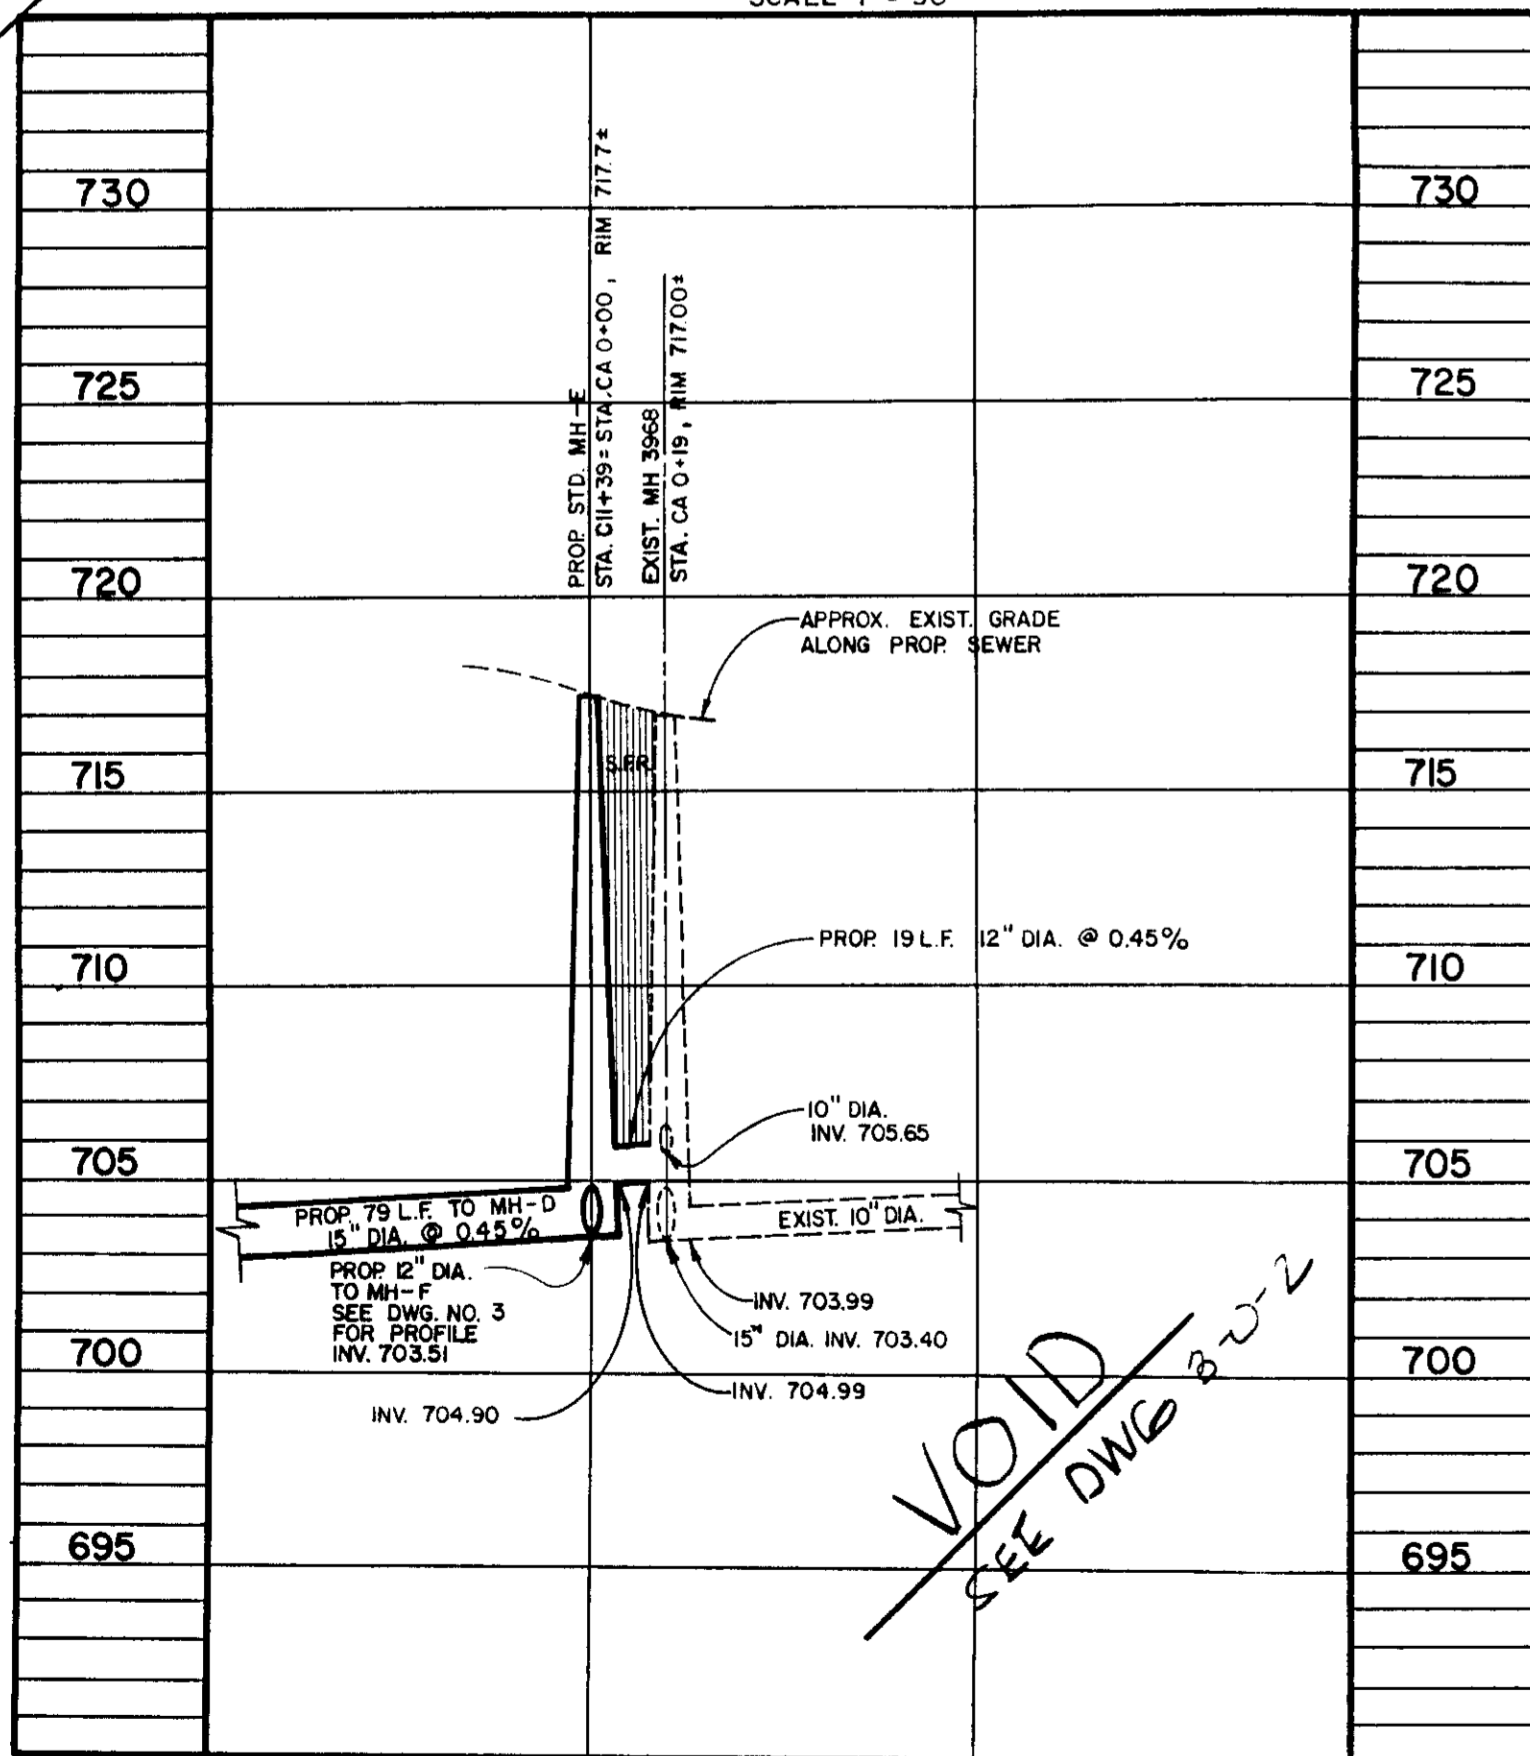 730
725
720
715
710
705
700
695
730
725
720
715
710
705
700
695
PROP. STD. MH-E
STA. C11+39= STA. CA 0+00, RIM 717.7±
EXIST. MH 3968
STA. CA 0+19, RIM 717.00±
APPROX. EXIST. GRADE
ALONG PROP. SEWER
S.F.R.
PROP. 19 L.F. 12" DIA. @ 0.45%
10" DIA.
INV. 705.65
PROP. 79 L.F. TO MH-D
15" DIA. @ 0.45%
EXIST. 10" DIA.
PROP. 12" DIA.
TO MH-F
SEE DWG. NO. 3
FOR PROFILE
INV. 703.51
INV. 703.99
15" DIA. INV. 703.40
INV. 704.99
INV. 704.90
VOID
SEE DWG